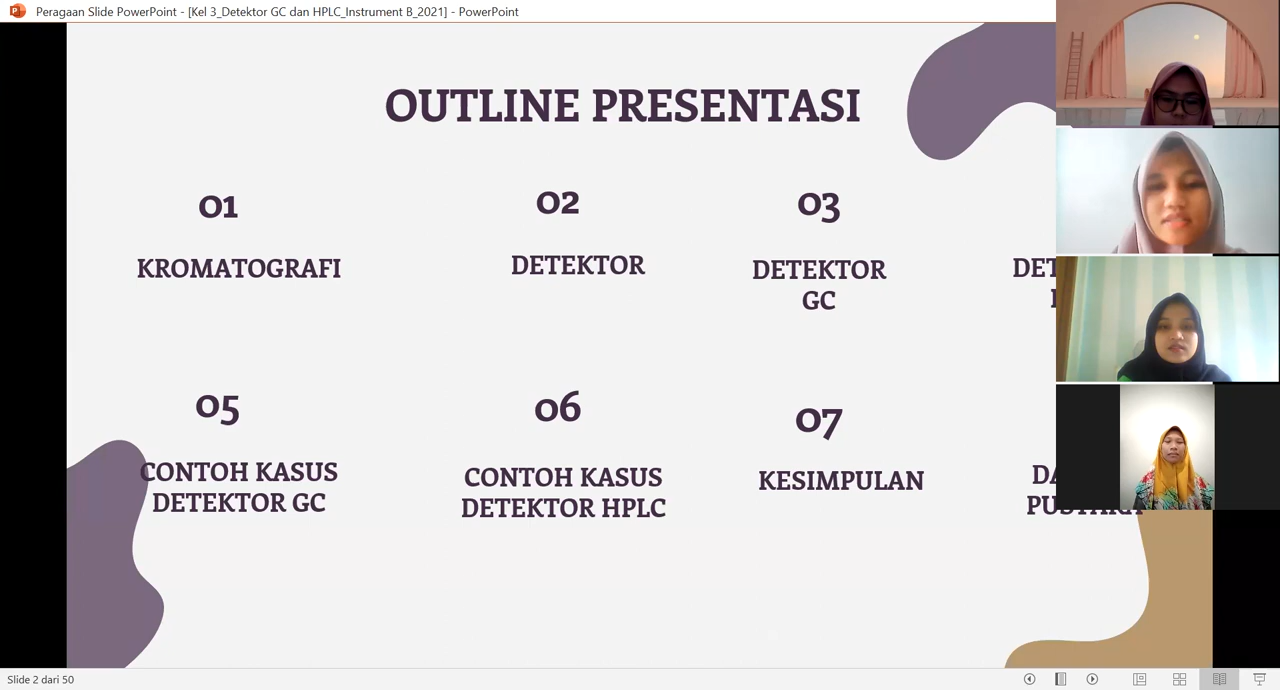 Peragaan Slide PowerPoint - [Kel 3_Detektor GC dan HPLC_Instrument B_2021] - PowerPoint
OUTLINE PRESENTASI
01
02
03
KROMATOGRAFI
DETEKTOR
DETEKTOR
GC
05
06
07
CONTOH KASUS
DETEKTOR GC
CONTOH KASUS
DETEKTOR HPLC
KESIMPULAN
Slide 2 dari 50